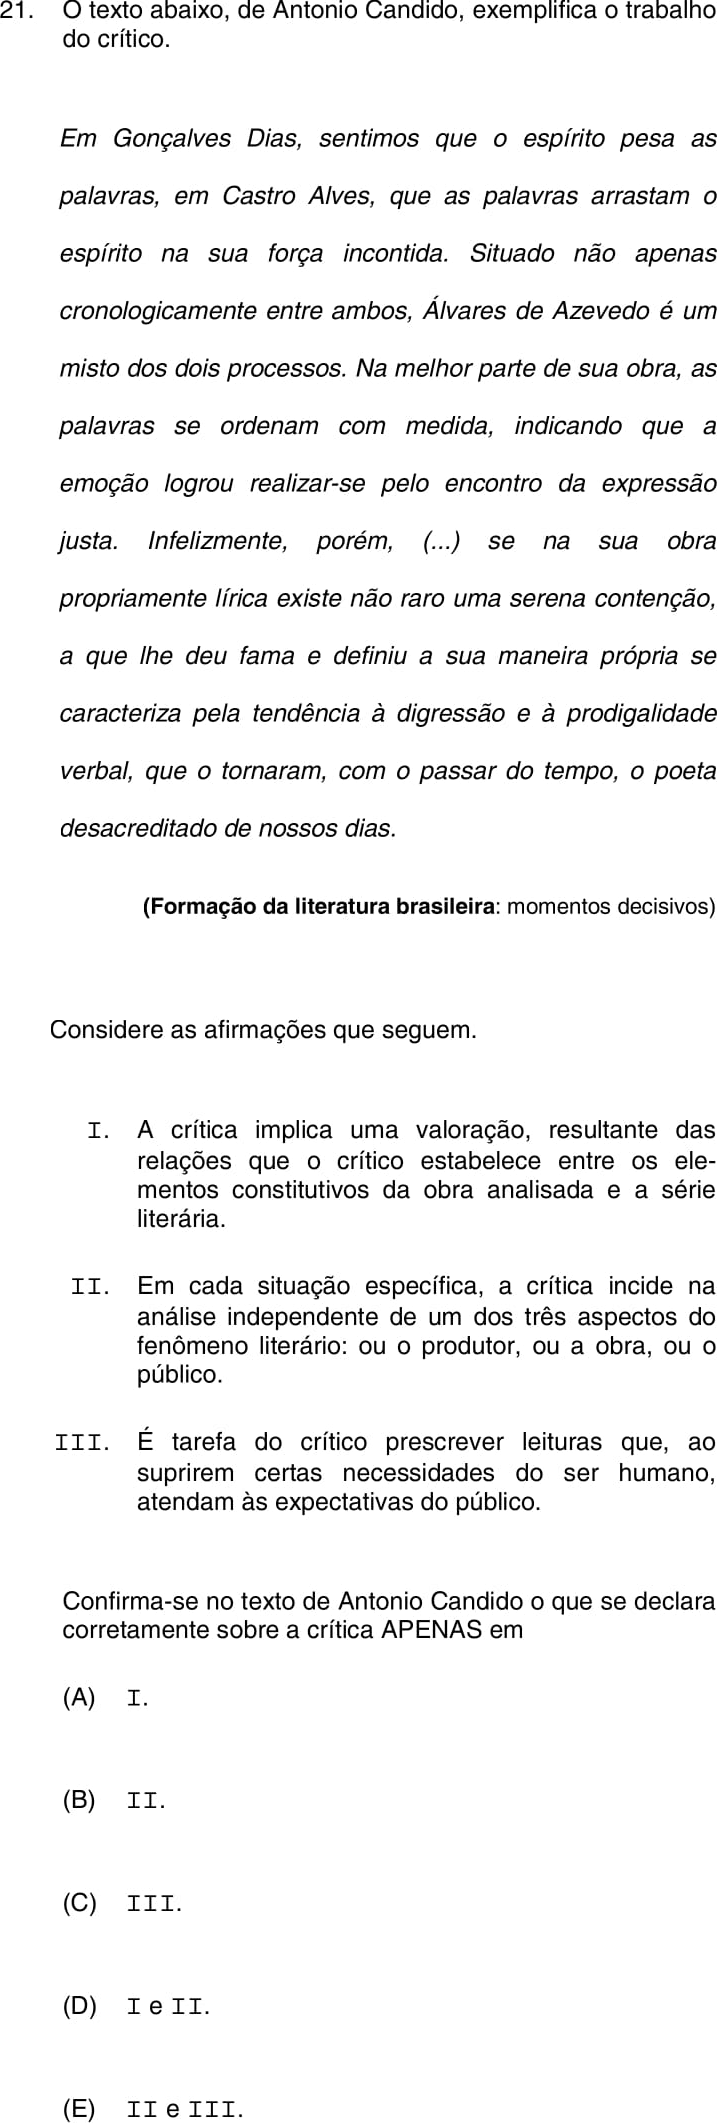 21. O texto abaixo, de Antonio Candido, exemplifica o trabalho
do crítico.
Em Gonçalves Dias, sentimos que o espírito pesa as
palavras, em Castro Alves, que as palavras arrastam o
espírito na sua força incontida. Situado não apenas
cronologicamente entre ambos, Álvares de Azevedo é um
misto dos dois processos. Na melhor parte de sua obra, as
palavras se ordenam com medida, indicando que a
emoção logrou realizar-se pelo encontro da expressão
justa. Infelizmente, porém, (...) se na sua obra
propriamente lírica existe não raro uma serena contenção,
a que lhe deu fama e definiu a sua maneira própria se
caracteriza pela tendência à digressão e à prodigalidade
verbal, que o tornaram, com o passar do tempo, o poeta
desacreditado de nossos dias.
(Formação da literatura brasileira: momentos decisivos)
Considere as afirmações que seguem.
I. A crítica implica uma valoração, resultante das
relações que o crítico estabelece entre os ele-
mentos constitutivos da obra analisada e a série
literária.
II. Em cada situação específica, a crítica incide na
análise independente de um dos três aspectos do
fenômeno literário: ou o produtor, ou a obra, ou o
público.
III. É tarefa do crítico prescrever leituras que, ao
suprirem certas necessidades do ser humano,
atendam às expectativas do público.
Confirma-se no texto de Antonio Candido o que se declara
corretamente sobre a crítica APENAS em
(A) I.
(B) II.
(C) III.
(D) I e II.
(E) II e III.